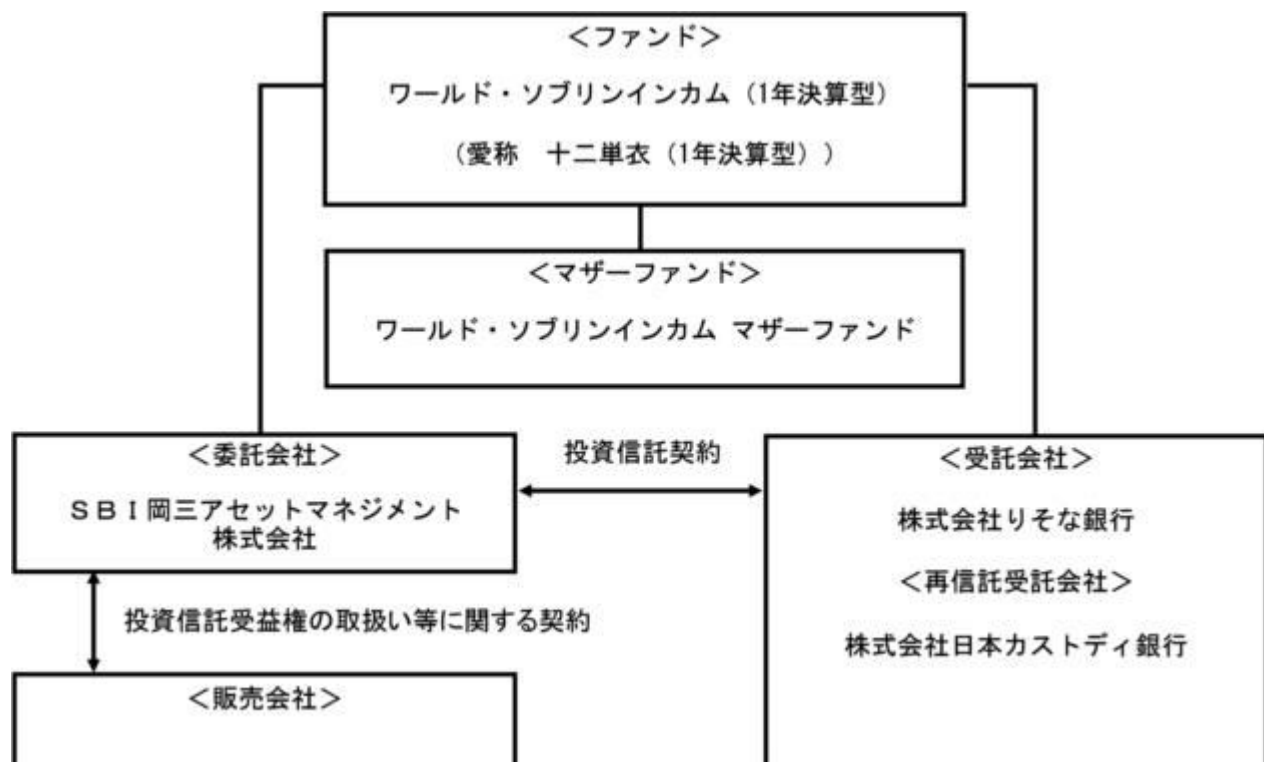 ＜ファンド＞
ワールド・ソブリンインカム（1年決算型）
（愛称　十二単衣（1年決算型））
＜マザーファンド＞
ワールド・ソブリンインカム マザーファンド
＜委託会社＞
ＳＢＩ岡三アセットマネジメント
株式会社
投資信託契約
＜受託会社＞
株式会社りそな銀行
＜再信託受託会社＞
株式会社日本カストディ銀行
投資信託受益権の取扱い等に関する契約
＜販売会社＞